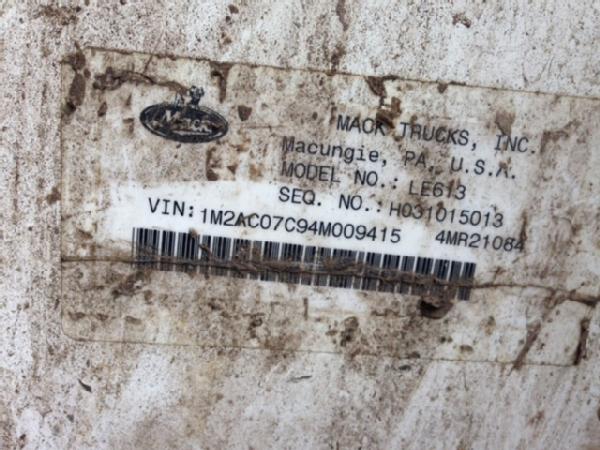 Mack
MACK TRUCKS, INC.
Macungie, PA, U.S.A.
MODEL NO.: LE613
SEQ. NO.: H031015013
VIN: 1M2AC07C94M009415 4MR21084